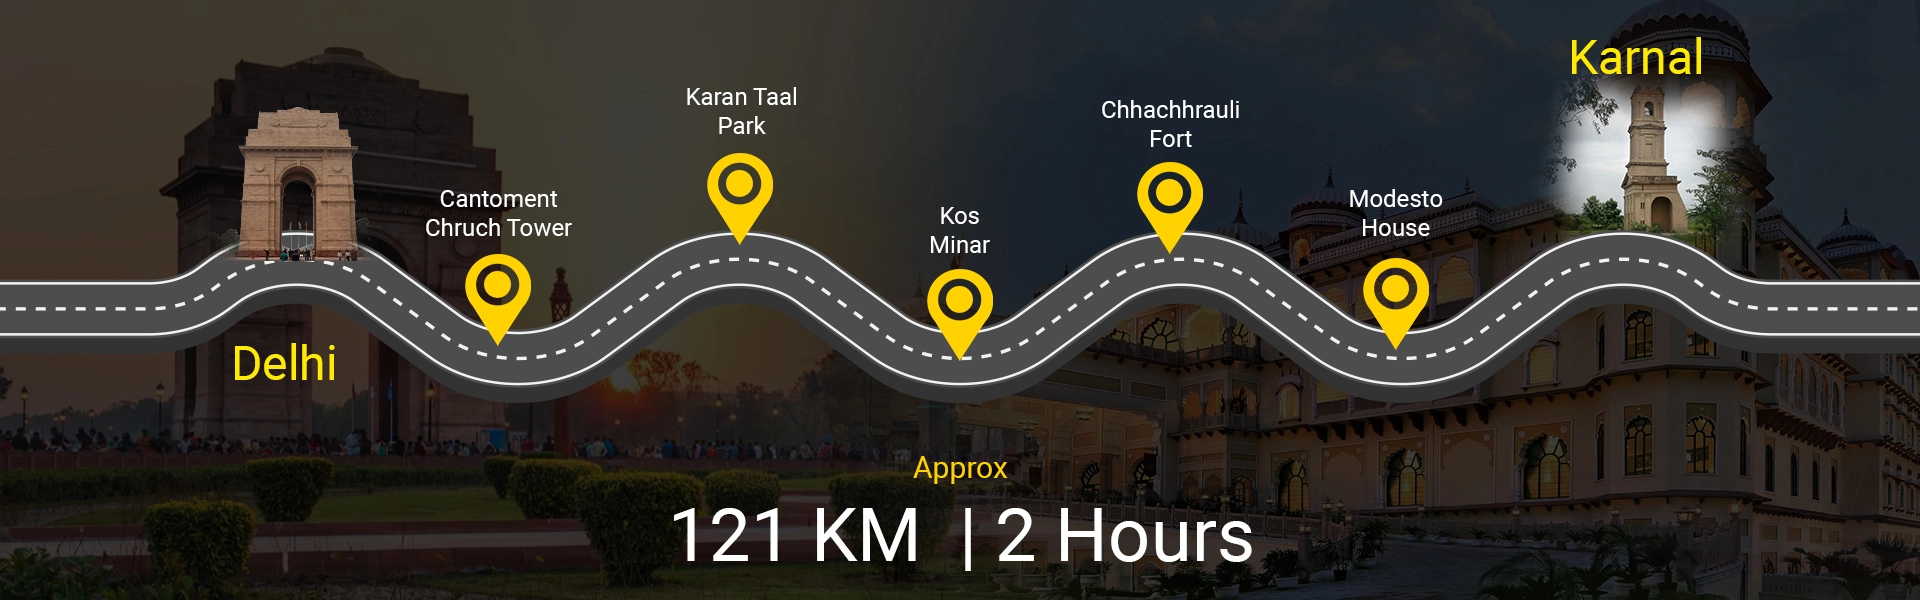 Karnal
Karan Taal
Park
Chhachhrauli
Fort
Cantoment
Chruch Tower
Kos
Minar
Modesto
House
Delhi
Approx
121 KM | 2 Hours